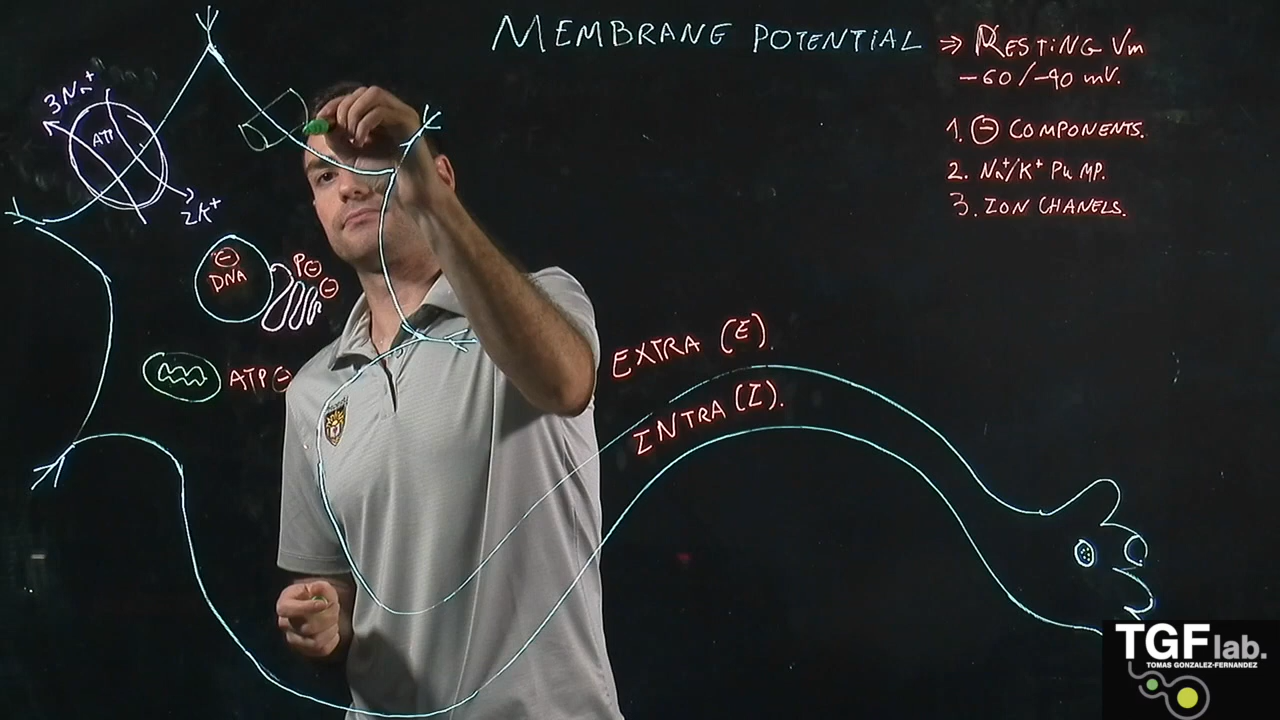 MEMBRANE POTENTIAL => RESTING Vm
-60/-90 mV.
1. ⊖ COMPONENTS.
2. Na+/K+ PUMP.
3. ION CHANELS.
3Na+
ATP
2K+
⊖
DNA
P⊖
⊖
ATP⊖
EXTRA (E).
INTRA (I).
TGF lab.
TOMAS GONZALEZ-FERNANDEZ